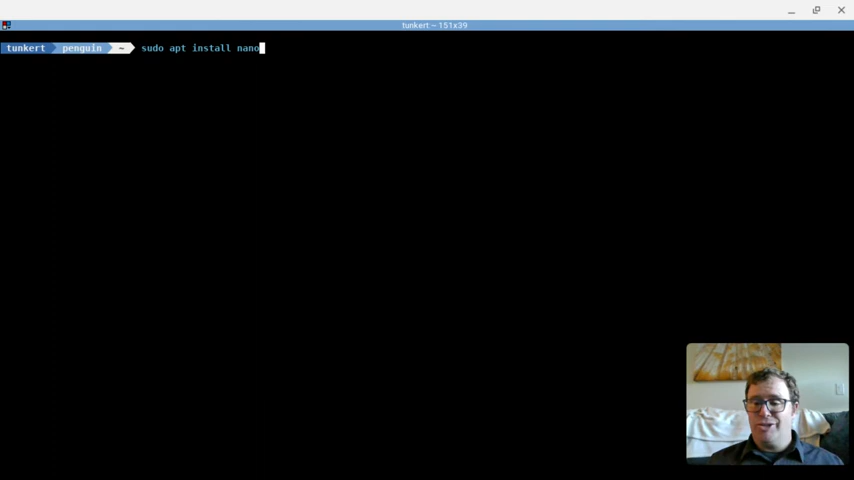 tunkert ~ 151x39
tunkert penguin ~ sudo apt install nano